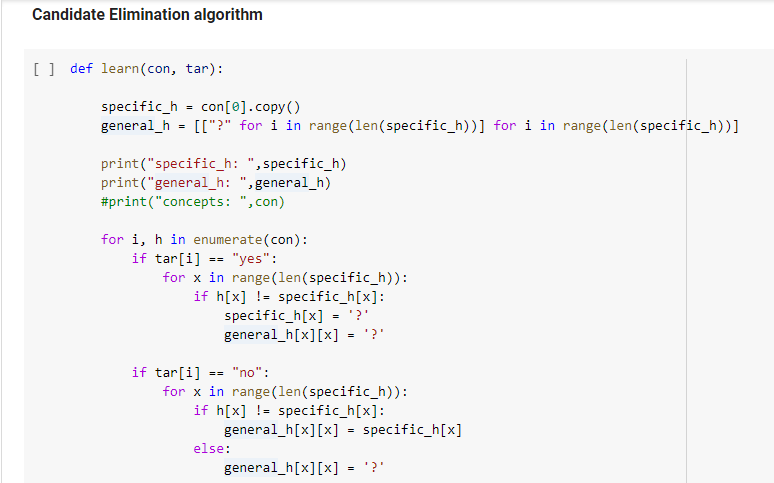 Candidate Elimination algorithm
[ ] def learn(con, tar):
specific_h = con[0].copy()
general_h = [["?" for i in range(len(specific_h))] for i in range(len(specific_h))]
print("specific_h: ",specific_h)
print("general_h: ",general_h)
#print("concepts: ",con)
for i, h in enumerate(con):
if tar[i] == "yes":
for x in range(len(specific_h)):
if h[x] != specific_h[x]:
specific_h[x] = '?'
general_h[x][x] = '?'
if tar[i] == "no":
for x in range(len(specific_h)):
if h[x] != specific_h[x]:
general_h[x][x] = specific_h[x]
else:
general_h[x][x] = '?'